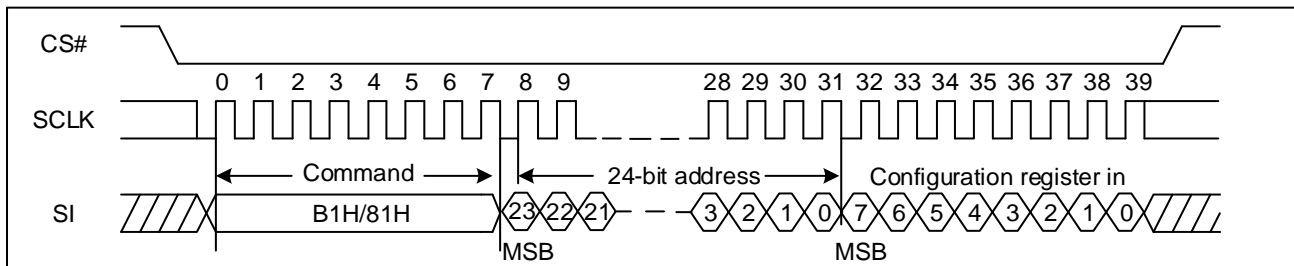 CS#
0 1 2 3 4 5 6 7 8 9 28 29 30 31 32 33 34 35 36 37 38 39
SCLK
Command 24-bit address Configuration register in
SI B1H/81H 23 22 21 3 2 1 0 7 6 5 4 3 2 1 0
MSB MSB